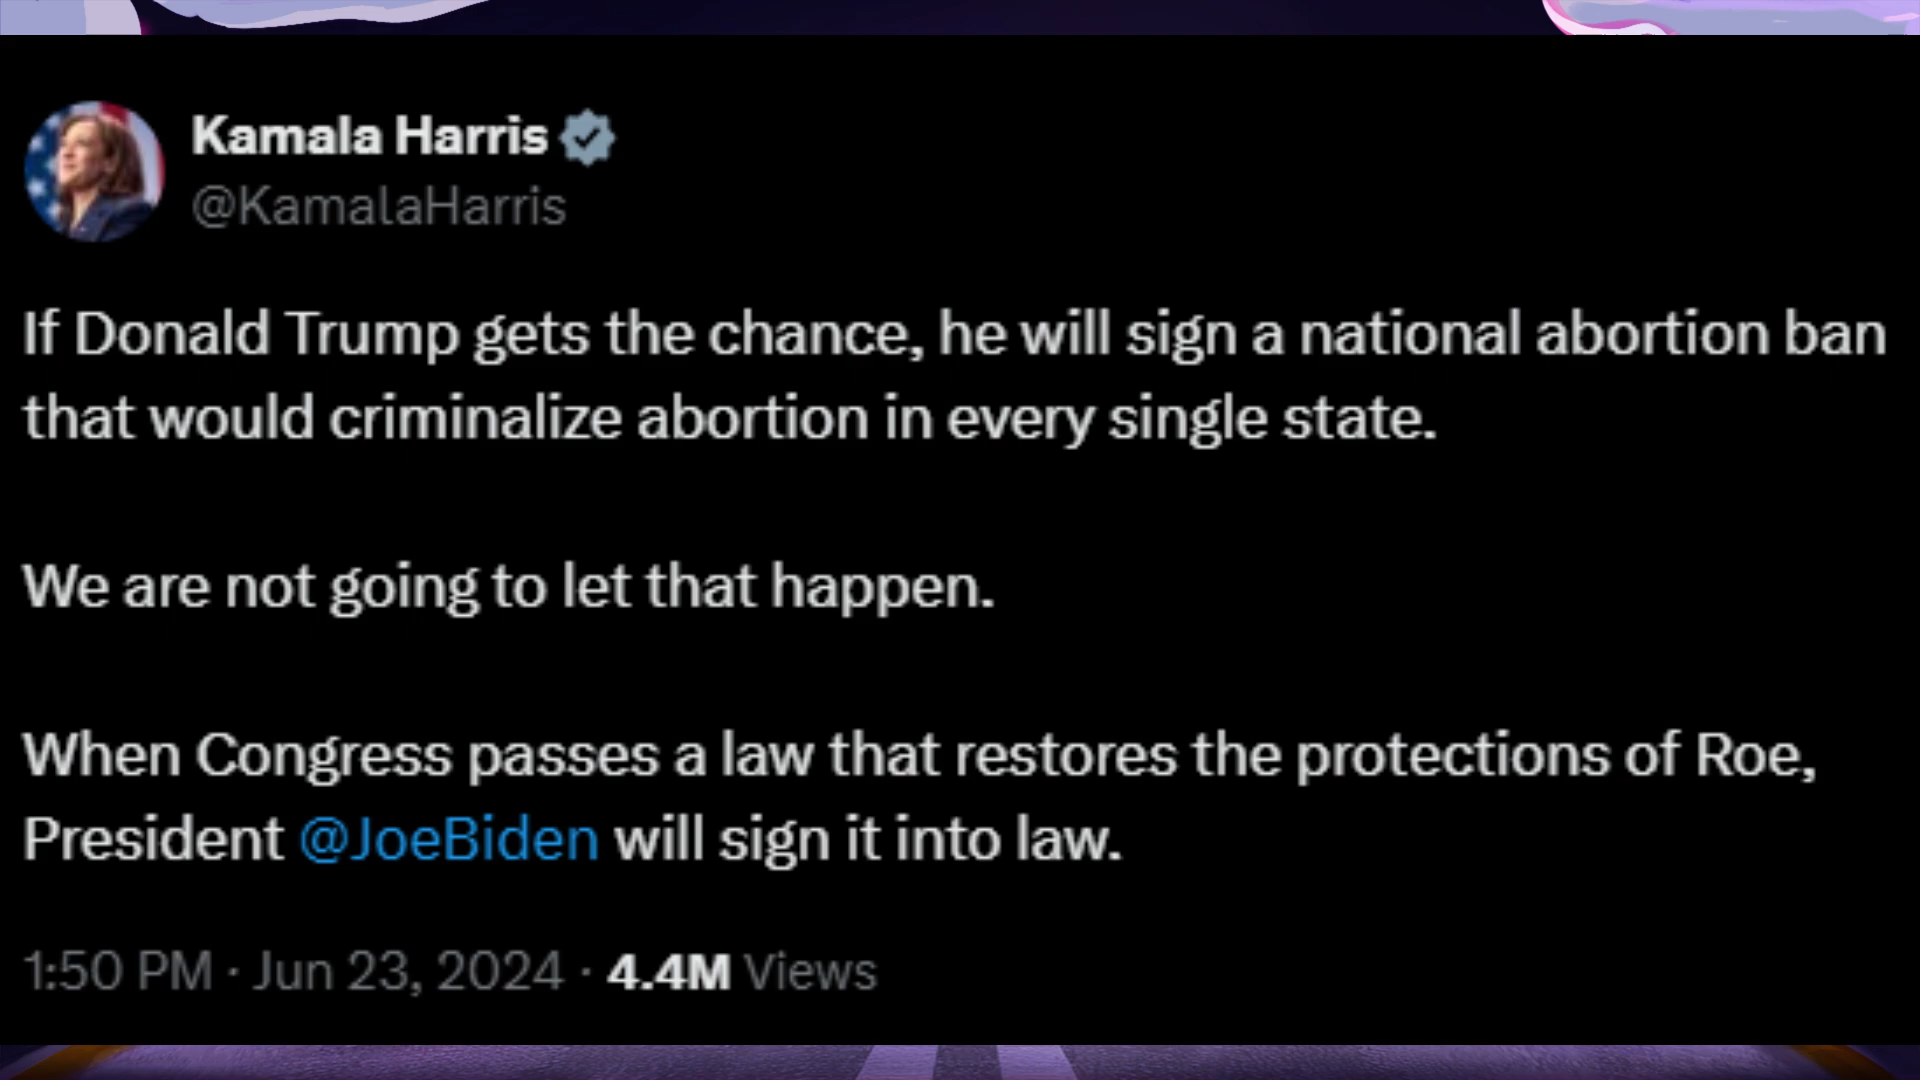 Kamala Harris
@KamalaHarris
If Donald Trump gets the chance, he will sign a national abortion ban
that would criminalize abortion in every single state.
We are not going to let that happen.
When Congress passes a law that restores the protections of Roe,
President @JoeBiden will sign it into law.
1:50 PM · Jun 23, 2024 · 4.4M Views